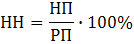 НН = НП / РП · 100%